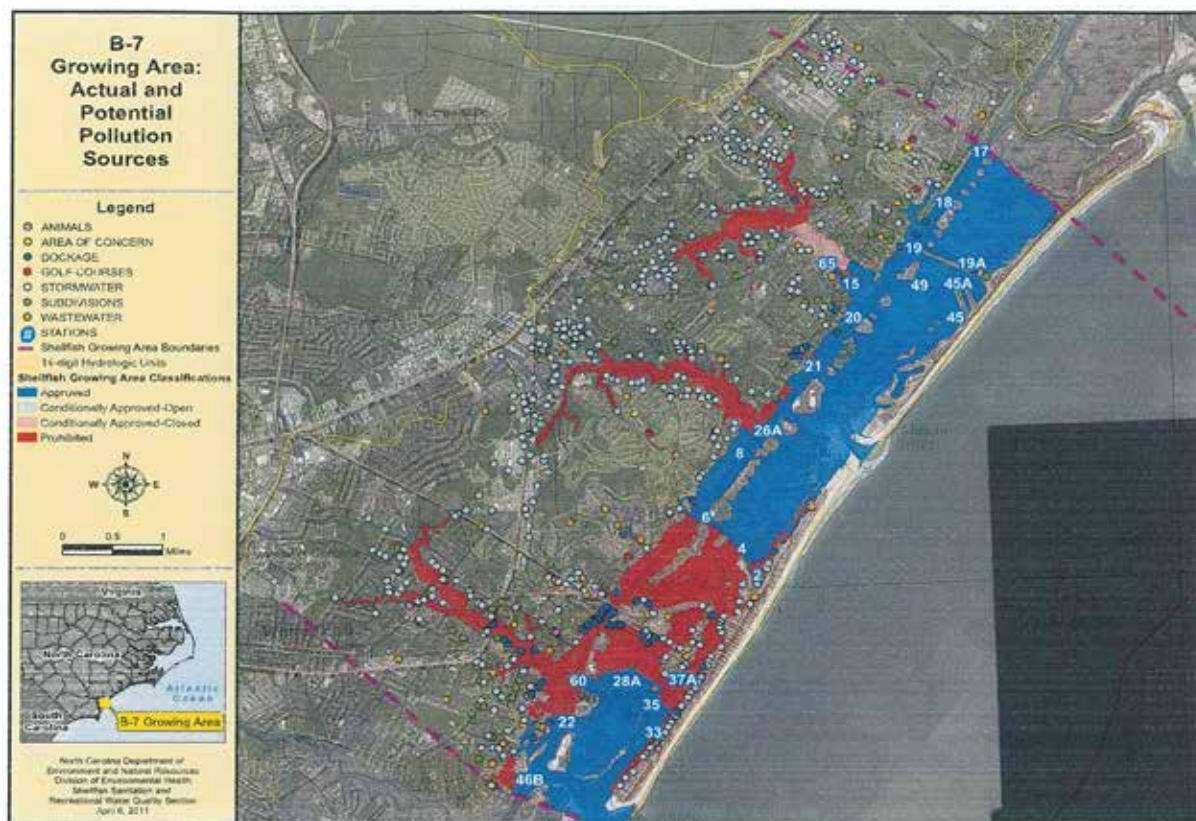 B-7
Growing Area:
Actual and
Potential
Pollution
Sources
Legend
ANIMALS
AREA OF CONCERN
DOCKAGE
GOLF COURSES
STORMWATER
SUBDIVISIONS
WASTEWATER
S STATIONS
Shellfish Growing Area Boundaries
14-digit Hydrologic Units
Shellfish Growing Area Classifications
Approved
Conditionally Approved-Open
Conditionally Approved-Closed
Prohibited
N
W E
S
0 0.5 1
Miles
Virginia
North Carolina
Atlantic
Ocean
South
Carolina
B-7 Growing Area
North Carolina Department of
Environment and Natural Resources
Division of Environmental Health
Shellfish Sanitation and
Recreational Water Quality Section
April 6, 2011
17
18
19
19A
65
15
49
45A
20
45
21
26A
8
6
4
2
60
28A
37A
35
22
33
46B